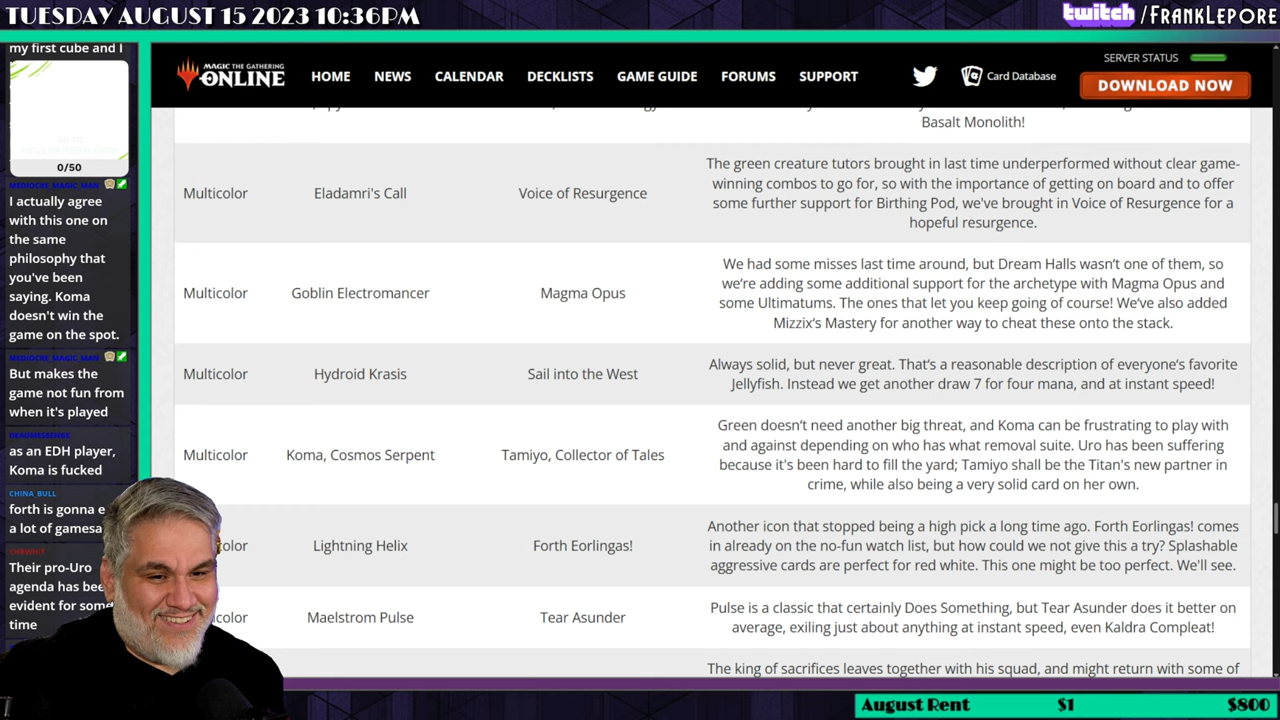 TUESDAY AUGUST 15 2023 10:36PM
twitch /FRANKLEPORE
my first cube and I
0/50
MEDIOCRE_MAGIC_MAN
I actually agree
with this one on
the same
philosophy that
you've been
saying. Koma
doesn't win the
game on the spot.
MEDIOCRE_MAGIC_MAN
But makes the
game not fun from
when it's played
DEADMESSENGE
as an EDH player,
Koma is fucked
CHINA_BULL
forth is gonna e
a lot of gamesa
CHRWHIT
Their pro-Uro
agenda has bee
evident for som
time
MAGIC THE GATHERING
ONLINE
HOME NEWS CALENDAR DECKLISTS GAME GUIDE FORUMS SUPPORT
Card Database
SERVER STATUS
DOWNLOAD NOW
Basalt Monolith!
Multicolor Eladamri's Call Voice of Resurgence
The green creature tutors brought in last time underperformed without clear game-
winning combos to go for, so with the importance of getting on board and to offer
some further support for Birthing Pod, we've brought in Voice of Resurgence for a
hopeful resurgence.
Multicolor Goblin Electromancer Magma Opus
We had some misses last time around, but Dream Halls wasn't one of them, so
we're adding some additional support for the archetype with Magma Opus and
some Ultimatums. The ones that let you keep going of course! We've also added
Mizzix's Mastery for another way to cheat these onto the stack.
Multicolor Hydroid Krasis Sail into the West
Always solid, but never great. That's a reasonable description of everyone's favorite
Jellyfish. Instead we get another draw 7 for four mana, and at instant speed!
Multicolor Koma, Cosmos Serpent Tamiyo, Collector of Tales
Green doesn't need another big threat, and Koma can be frustrating to play with
and against depending on who has what removal suite. Uro has been suffering
because it's been hard to fill the yard; Tamiyo shall be the Titan's new partner in
crime, while also being a very solid card on her own.
color Lightning Helix Forth Eorlingas!
Another icon that stopped being a high pick a long time ago. Forth Eorlingas! comes
in already on the no-fun watch list, but how could we not give this a try? Splashable
aggressive cards are perfect for red white. This one might be too perfect. We'll see.
color Maelstrom Pulse Tear Asunder
Pulse is a classic that certainly Does Something, but Tear Asunder does it better on
average, exiling just about anything at instant speed, even Kaldra Compleat!
The king of sacrifices leaves together with his squad, and might return with some of
August Rent $1 $800